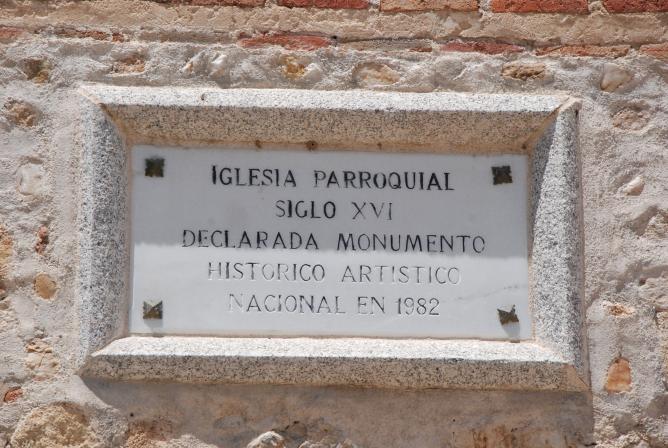 IGLESIA PARROQUIAL
SIGLO XVI
DECLARADA MONUMENTO
HISTORICO ARTISTICO
NACIONAL EN 1982